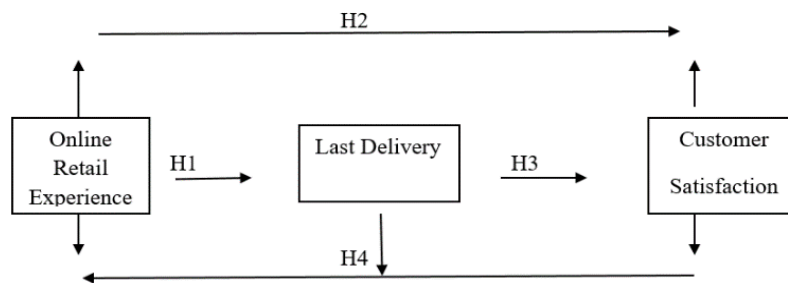 H2
Online
Retail
Experience
H1
Last Delivery
H3
Customer
Satisfaction
H4